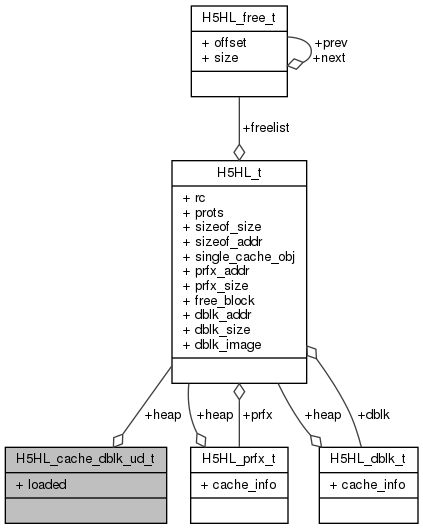 H5HL_free_t
+ offset
+ size
+prev
+next
+freelist
H5HL_t
+ rc
+ prots
+ sizeof_size
+ sizeof_addr
+ single_cache_obj
+ prfx_addr
+ prfx_size
+ free_block
+ dblk_addr
+ dblk_size
+ dblk_image
+heap
+heap
+prfx
+heap
+dblk
H5HL_cache_dblk_ud_t
+ loaded
H5HL_prfx_t
+ cache_info
H5HL_dblk_t
+ cache_info